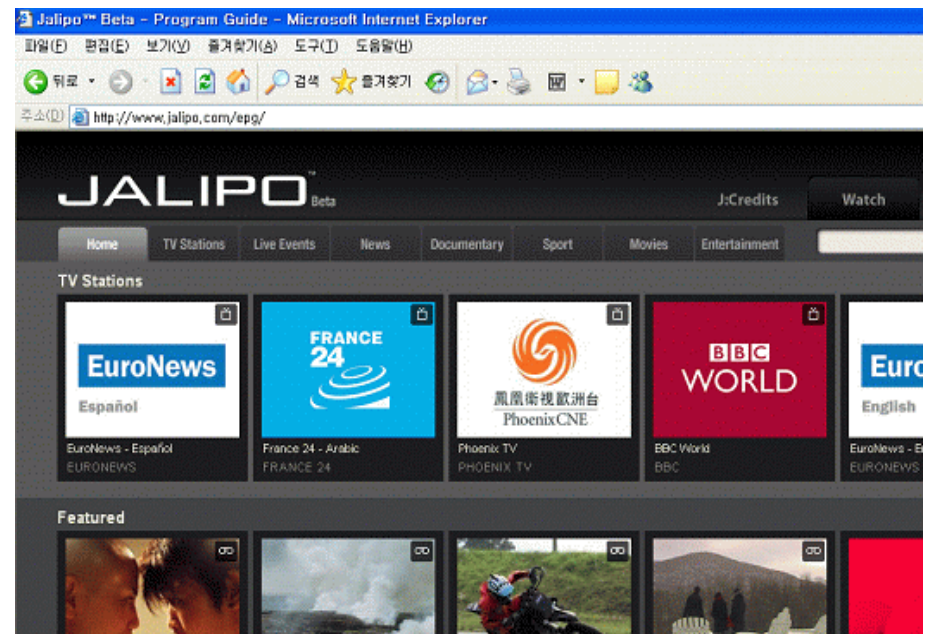 Jalipo™ Beta - Program Guide - Microsoft Internet Explorer
파일(F) 편집(E) 보기(V) 즐겨찾기(A) 도구(T) 도움말(H)
뒤로 검색 즐겨찾기
주소(D) http://www.jalipo.com/epg/
JALIPO™ Beta J:Credits Watch
Home TV Stations Live Events News Documentary Sport Movies Entertainment
TV Stations
EuroNews
Español
EuroNews - Español
EURONEWS
FRANCE
24
France 24 - Arabic
FRANCE 24
鳳凰衛視歐洲台
PhoenixCNE
Phoenix TV
PHOENIX TV
BBC
WORLD
BBC World
BBC
Euro
English
EuroNews - E
EURONEWS
Featured